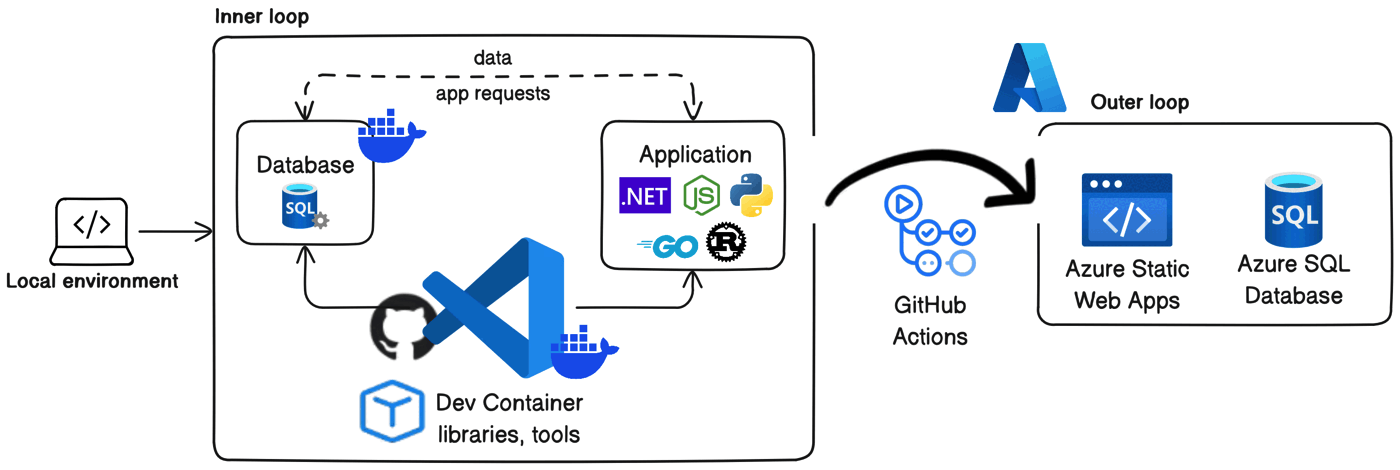 Inner loop
data
app requests
Outer loop
Database
SQL
Application
.NET
JS
GO
R
Local environment
Dev Container
libraries, tools
GitHub
Actions
Azure Static
Web Apps
SQL
Azure SQL
Database